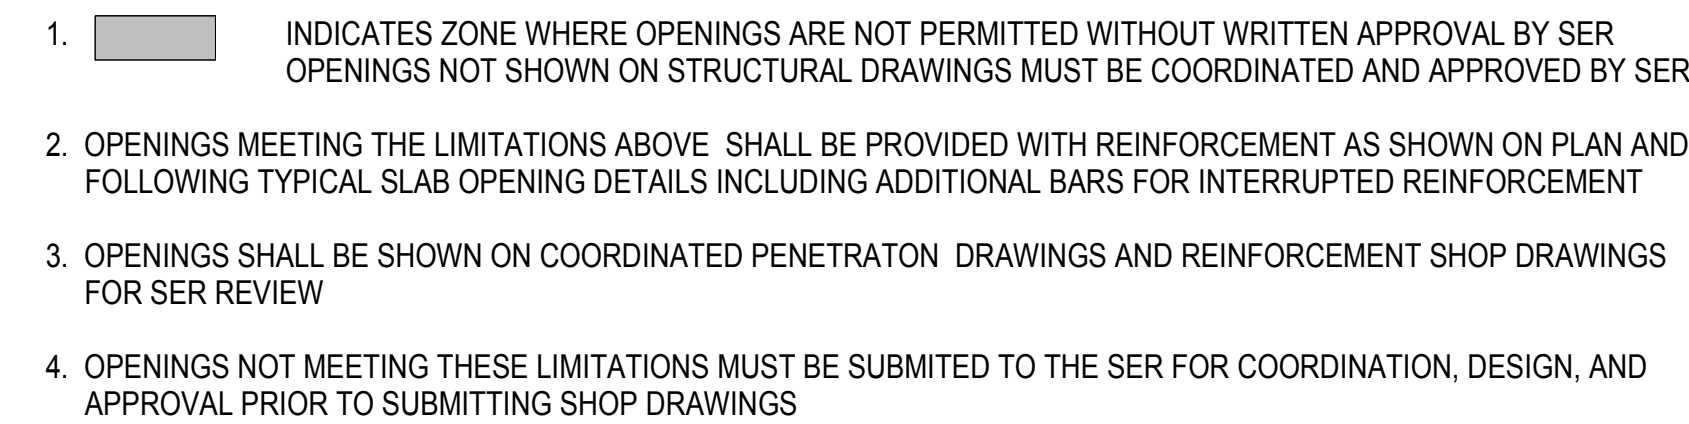 1. INDICATES ZONE WHERE OPENINGS ARE NOT PERMITTED WITHOUT WRITTEN APPROVAL BY SER
OPENINGS NOT SHOWN ON STRUCTURAL DRAWINGS MUST BE COORDINATED AND APPROVED BY SER
2. OPENINGS MEETING THE LIMITATIONS ABOVE SHALL BE PROVIDED WITH REINFORCEMENT AS SHOWN ON PLAN AND
FOLLOWING TYPICAL SLAB OPENING DETAILS INCLUDING ADDITIONAL BARS FOR INTERRUPTED REINFORCEMENT
3. OPENINGS SHALL BE SHOWN ON COORDINATED PENETRATON DRAWINGS AND REINFORCEMENT SHOP DRAWINGS
FOR SER REVIEW
4. OPENINGS NOT MEETING THESE LIMITATIONS MUST BE SUBMITED TO THE SER FOR COORDINATION, DESIGN, AND
APPROVAL PRIOR TO SUBMITTING SHOP DRAWINGS